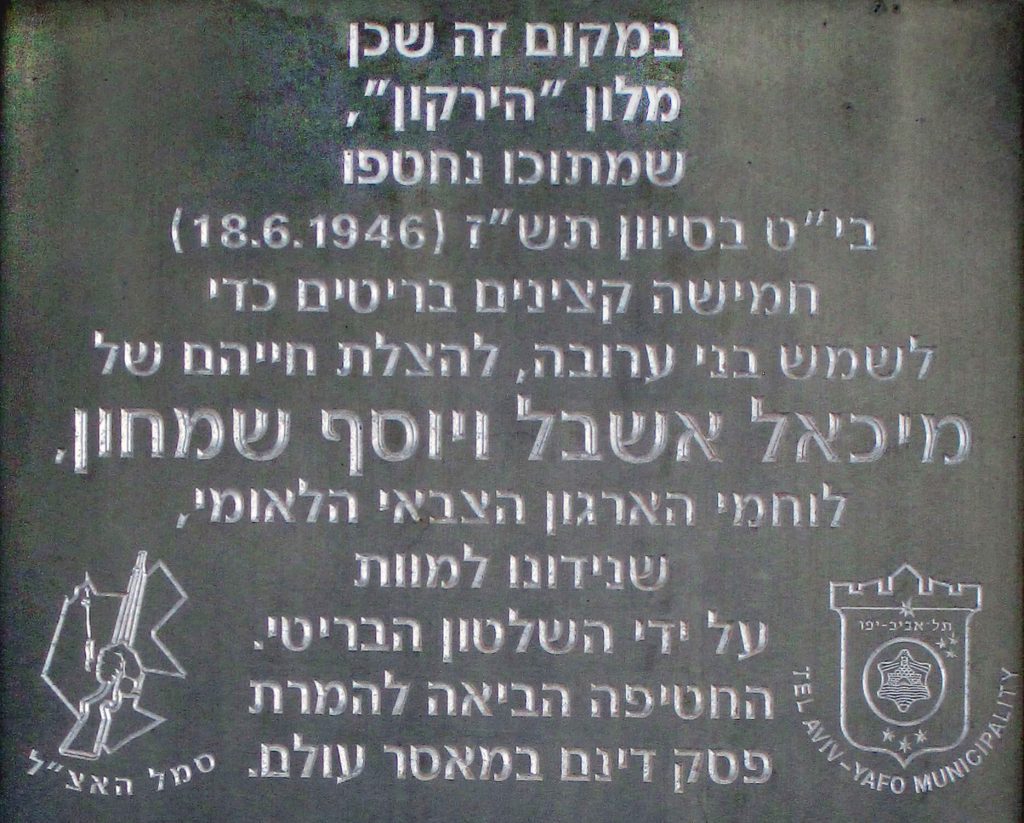 במקום זה שכן
מלון "הירקון",
שמתוכו נחטפו
בי"ט בסיוון תש"ז (18.6.1946)
חמישה קצינים בריטים כדי
לשמש בני ערובה, להצלת חייהם של
מיכאל אשבל ויוסף שמחון,
לוחמי הארגון הצבאי הלאומי,
שנידונו למוות
על ידי השלטון הבריטי.
החטיפה הביאה להמרת
פסק דינם במאסר עולם.
סמל האצ"ל
תל-אביב-יפו
TEL AVIV-YAFO MUNICIPALITY